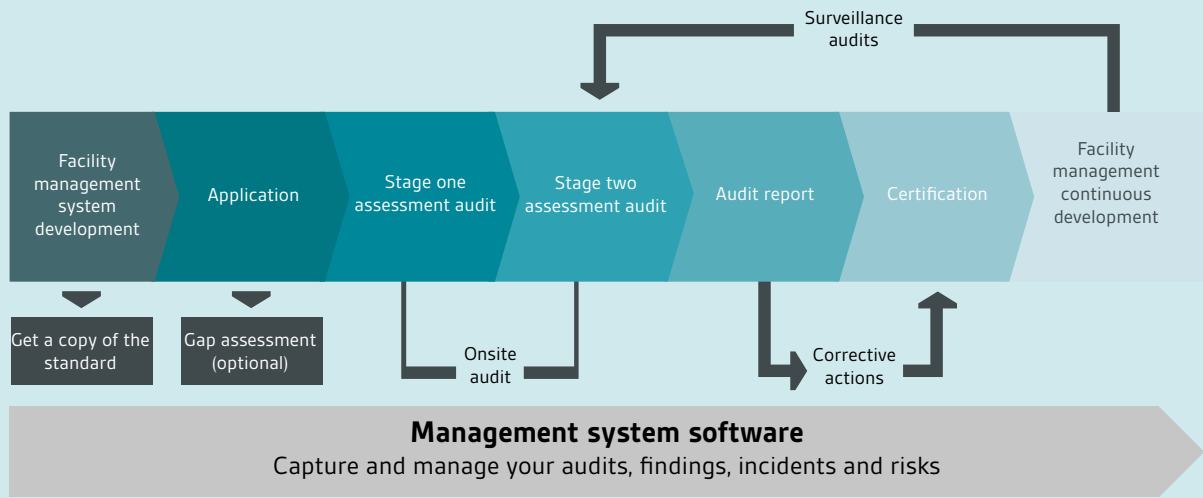 Surveillance
audits
Facility
management
system
development
Application
Stage one
assessment audit
Stage two
assessment audit
Audit report
Certification
Facility
management
continuous
development
Get a copy of the
standard
Gap assessment
(optional)
Onsite
audit
Corrective
actions
Management system software
Capture and manage your audits, findings, incidents and risks